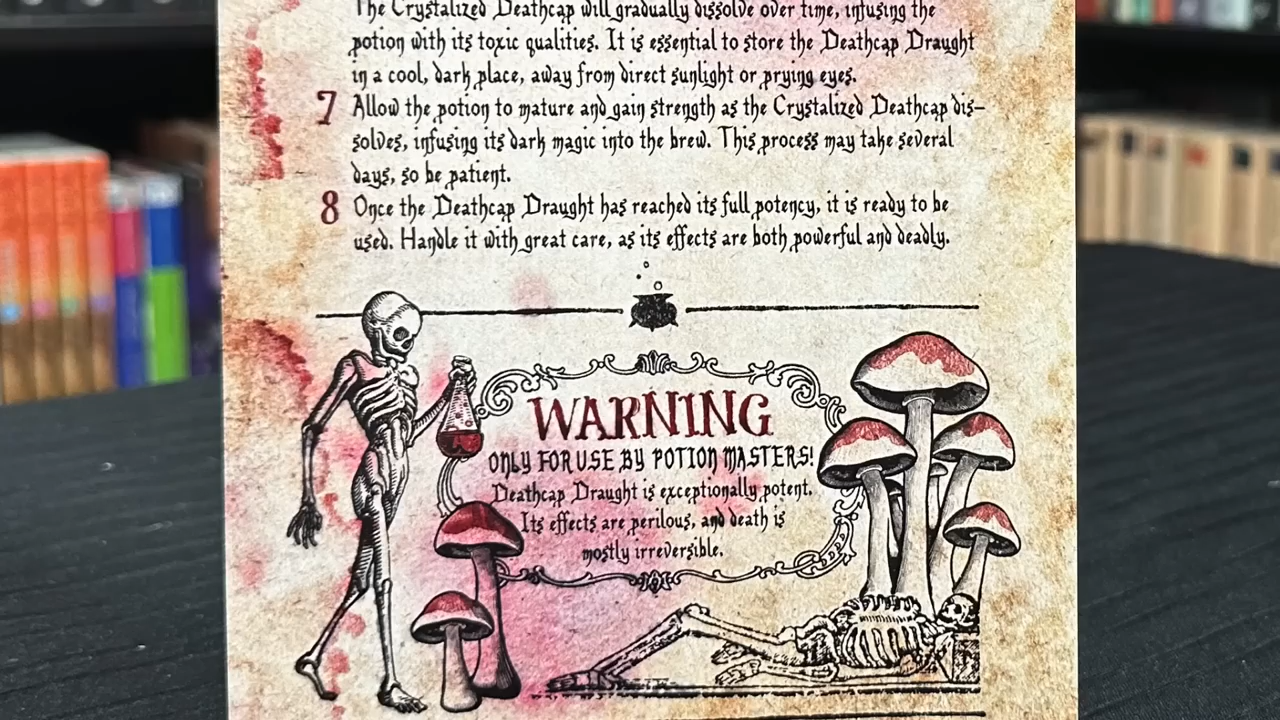 The Crystalized Deathcap will gradually dissolve over time, infusing the
potion with its toxic qualities. It is essential to store the Deathcap Draught
in a cool, dark place, away from direct sunlight or prying eyes.
7 Allow the potion to mature and gain strength as the Crystalized Deathcap dis-
solves, infusing its dark magic into the brew. This process may take several
days, so be patient.
8 Once the Deathcap Draught has reached its full potency, it is ready to be
used. Handle it with great care, as its effects are both powerful and deadly.
WARNING
ONLY FOR USE BY POTION MASTERS!
Deathcap Draught is exceptionally potent.
Its effects are perilous, and death is
mostly irreversible.